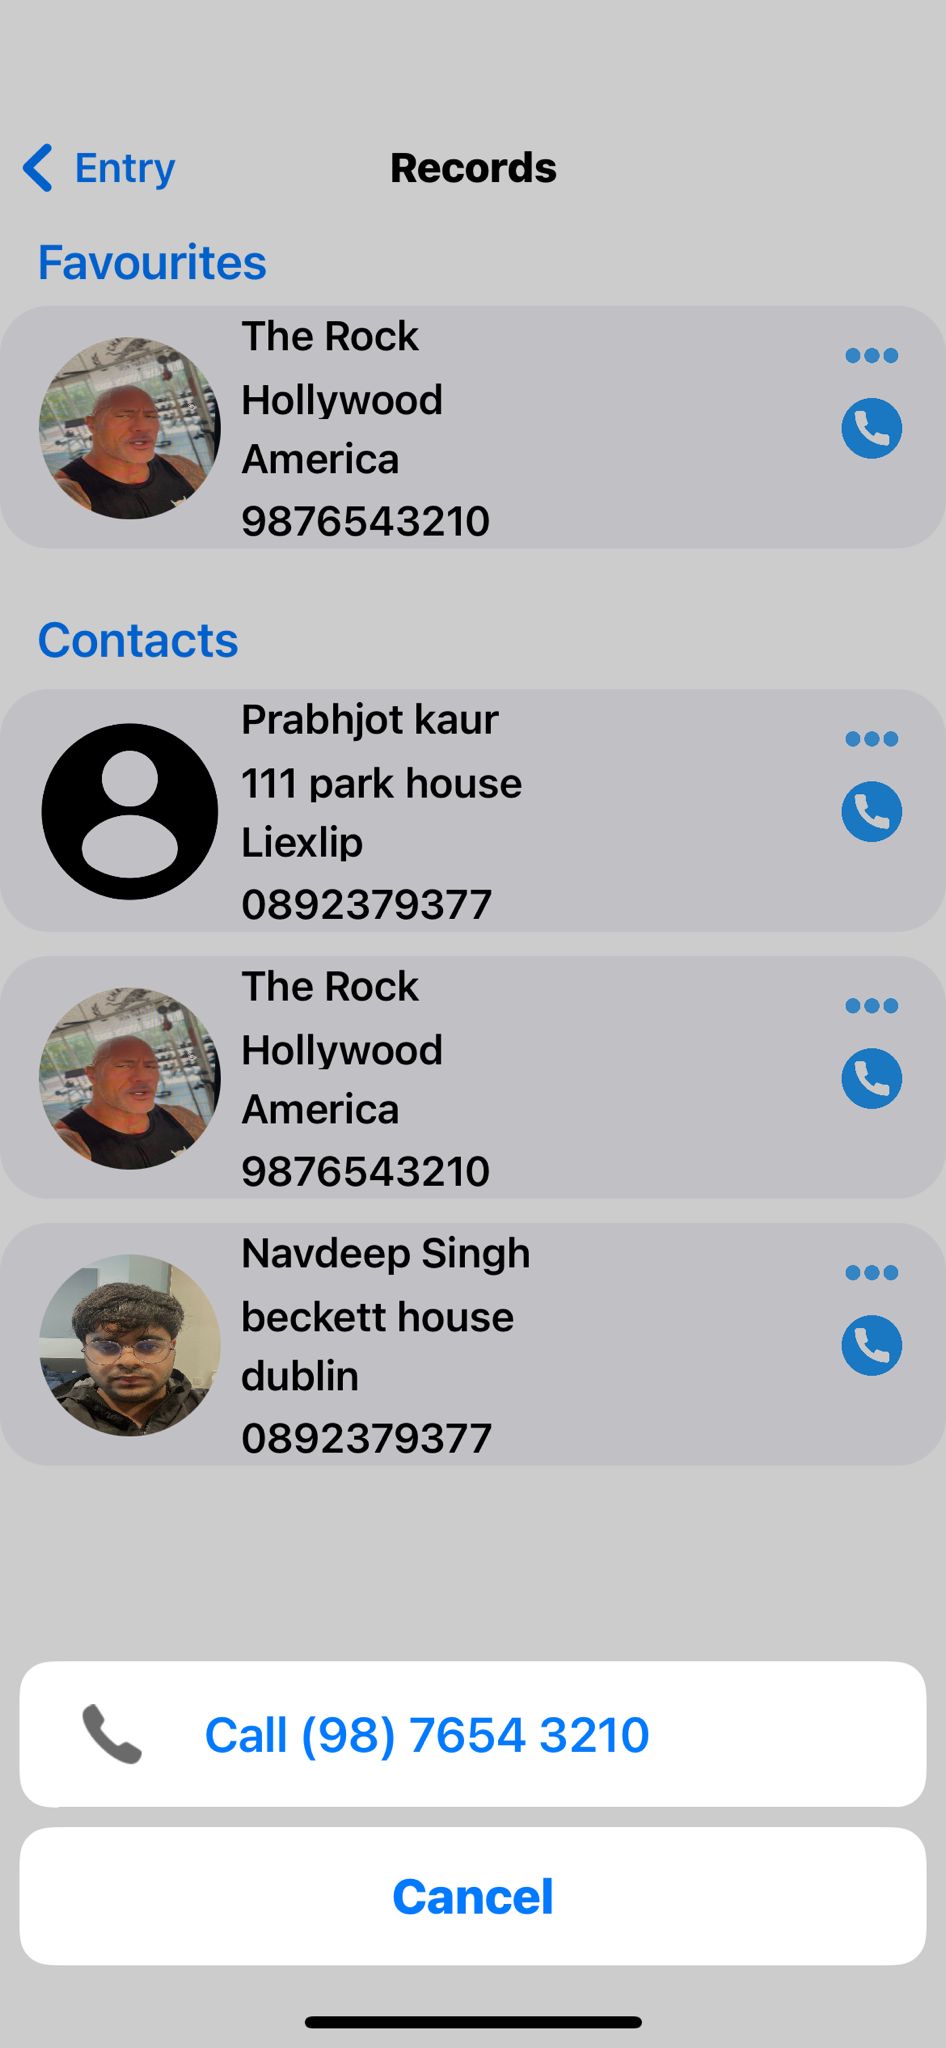 Entry
Records
Favourites
The Rock
Hollywood
America
9876543210
Contacts
Prabhjot kaur
111 park house
Liexlip
0892379377
The Rock
Hollywood
America
9876543210
Navdeep Singh
beckett house
dublin
0892379377
Call (98) 7654 3210
Cancel